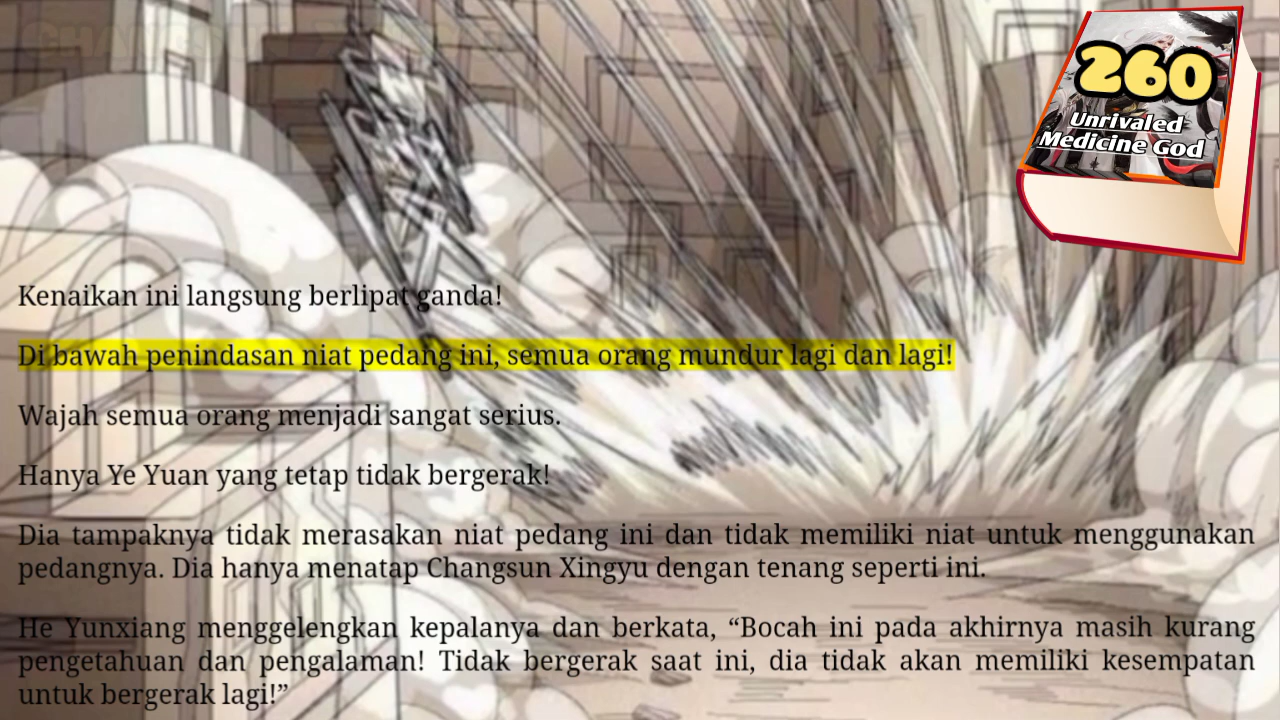 260
Unrivaled
Medicine God
Kenaikan ini langsung berlipat ganda!
Di bawah penindasan niat pedang ini, semua orang mundur lagi dan lagi!
Wajah semua orang menjadi sangat serius.
Hanya Ye Yuan yang tetap tidak bergerak!
Dia tampaknya tidak merasakan niat pedang ini dan tidak memiliki niat untuk menggunakan
pedangnya. Dia hanya menatap Changsun Xingyu dengan tenang seperti ini.
He Yunxiang menggelengkan kepalanya dan berkata, “Bocah ini pada akhirnya masih kurang
pengetahuan dan pengalaman! Tidak bergerak saat ini, dia tidak akan memiliki kesempatan
untuk bergerak lagi!”